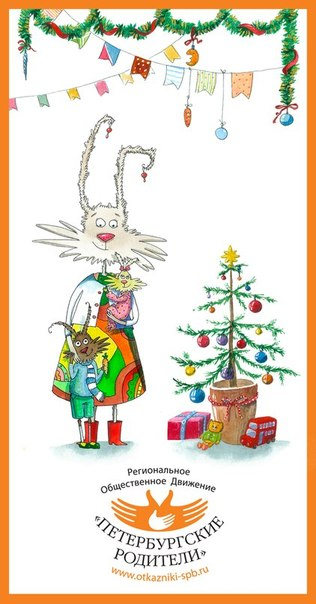 Региональное
Общественное Движение
«ПЕТЕРБУРГСКИЕ
РОДИТЕЛИ»
www.otkazniki-spb.ru